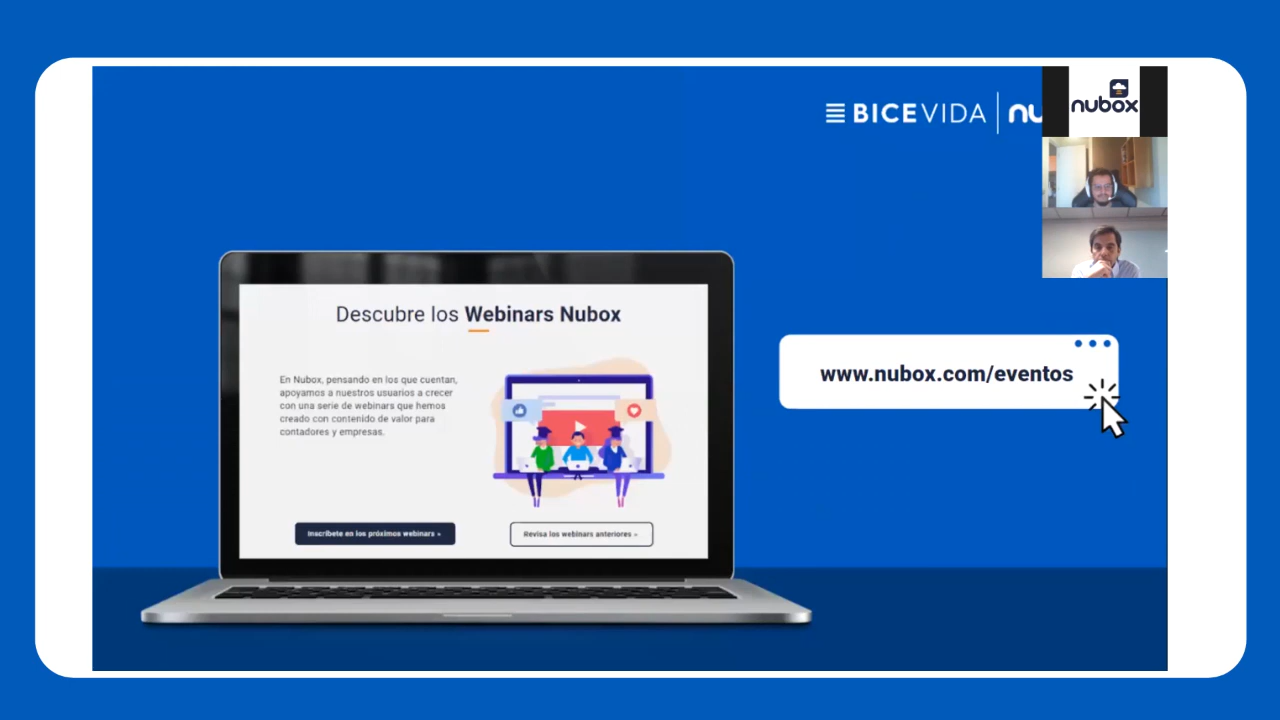 BICEVIDA nu
nubox
Descubre los Webinars Nubox
En Nubox, pensando en los que cuentan,
apoyamos a nuestros usuarios a crecer
con una serie de webinars que hemos
creado con contenido de valor para
contadores y empresas.
Inscríbete en los próximos webinars »
Revisa los webinars anteriores »
www.nubox.com/eventos